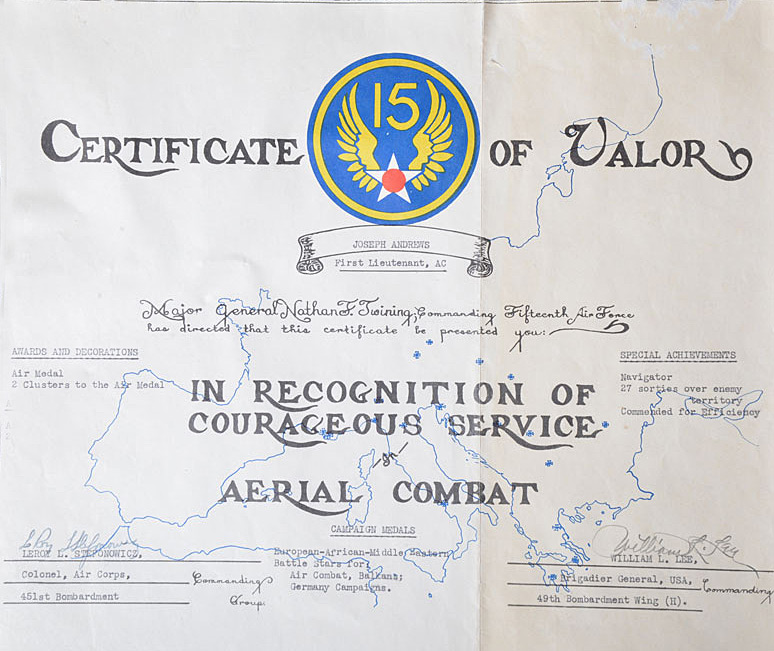 15
CERTIFICATE OF VALOR
JOSEPH ANDREWS
First Lieutenant, AC
Major General Nathan F. Twining, Commanding Fifteenth Air Force
has directed that this certificate be presented you:
AWARDS AND DECORATIONS
Air Medal
2 Clusters to the Air Medal
SPECIAL ACHIEVEMENTS
Navigator
27 sorties over enemy
territory
Commended for Efficiency
IN RECOGNITION OF
COURAGEOUS SERVICE
in
AERIAL COMBAT
CAMPAIGN MEDALS
European-African-Middle Eastern
Battle Stars for:
Air Combat, Balkans;
Germany Campaigns.
LEROY L. STEFONOWICZ,
Colonel, Air Corps,
451st Bombardment
Commanding
Group.
William L. Lee
WILLIAM L. LEE,
Brigadier General, USA,
Commanding
49th Bombardment Wing (H).